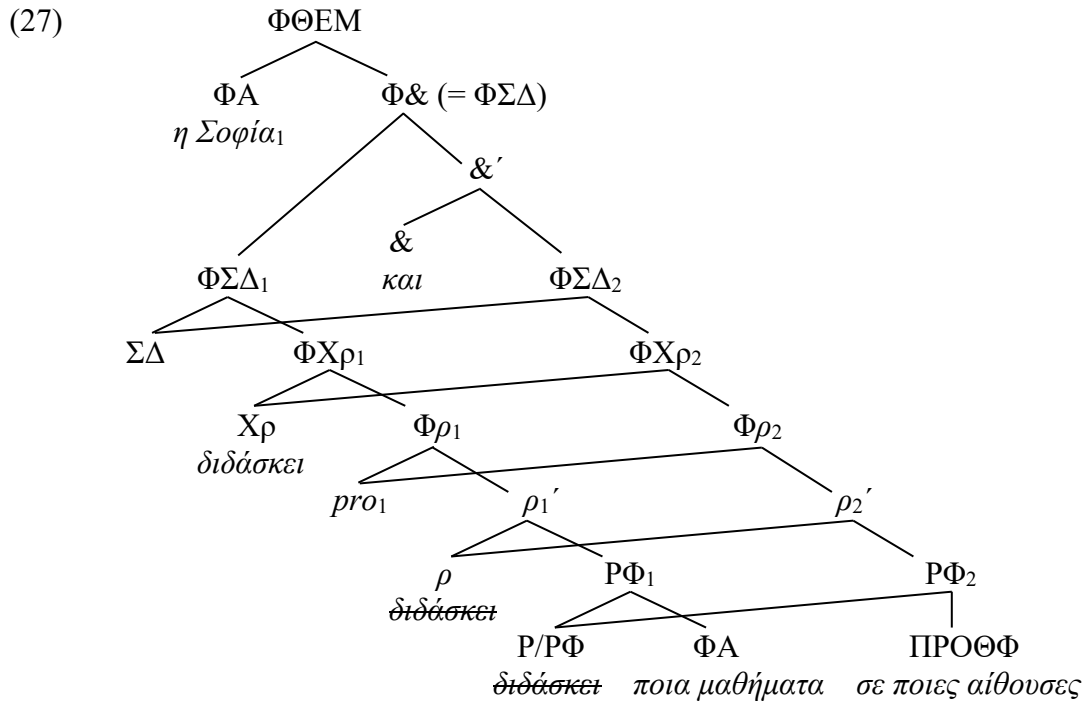 (27) ΦΘΕΜ
ΦΑ Φ& (= ΦΣΔ)
η Σοφία₁
&΄
&
και
ΦΣΔ₁ ΦΣΔ₂
ΣΔ ΦΧρ₁ ΦΧρ₂
Χρ Φρ₁ Φρ₂
διδάσκει
pro₁ ρ₁΄ ρ₂΄
ρ ΡΦ₁ ΡΦ₂
διδάσκει
Ρ/ΡΦ ΦΑ ΠΡΟΘΦ
διδάσκει ποια μαθήματα σε ποιες αίθουσες